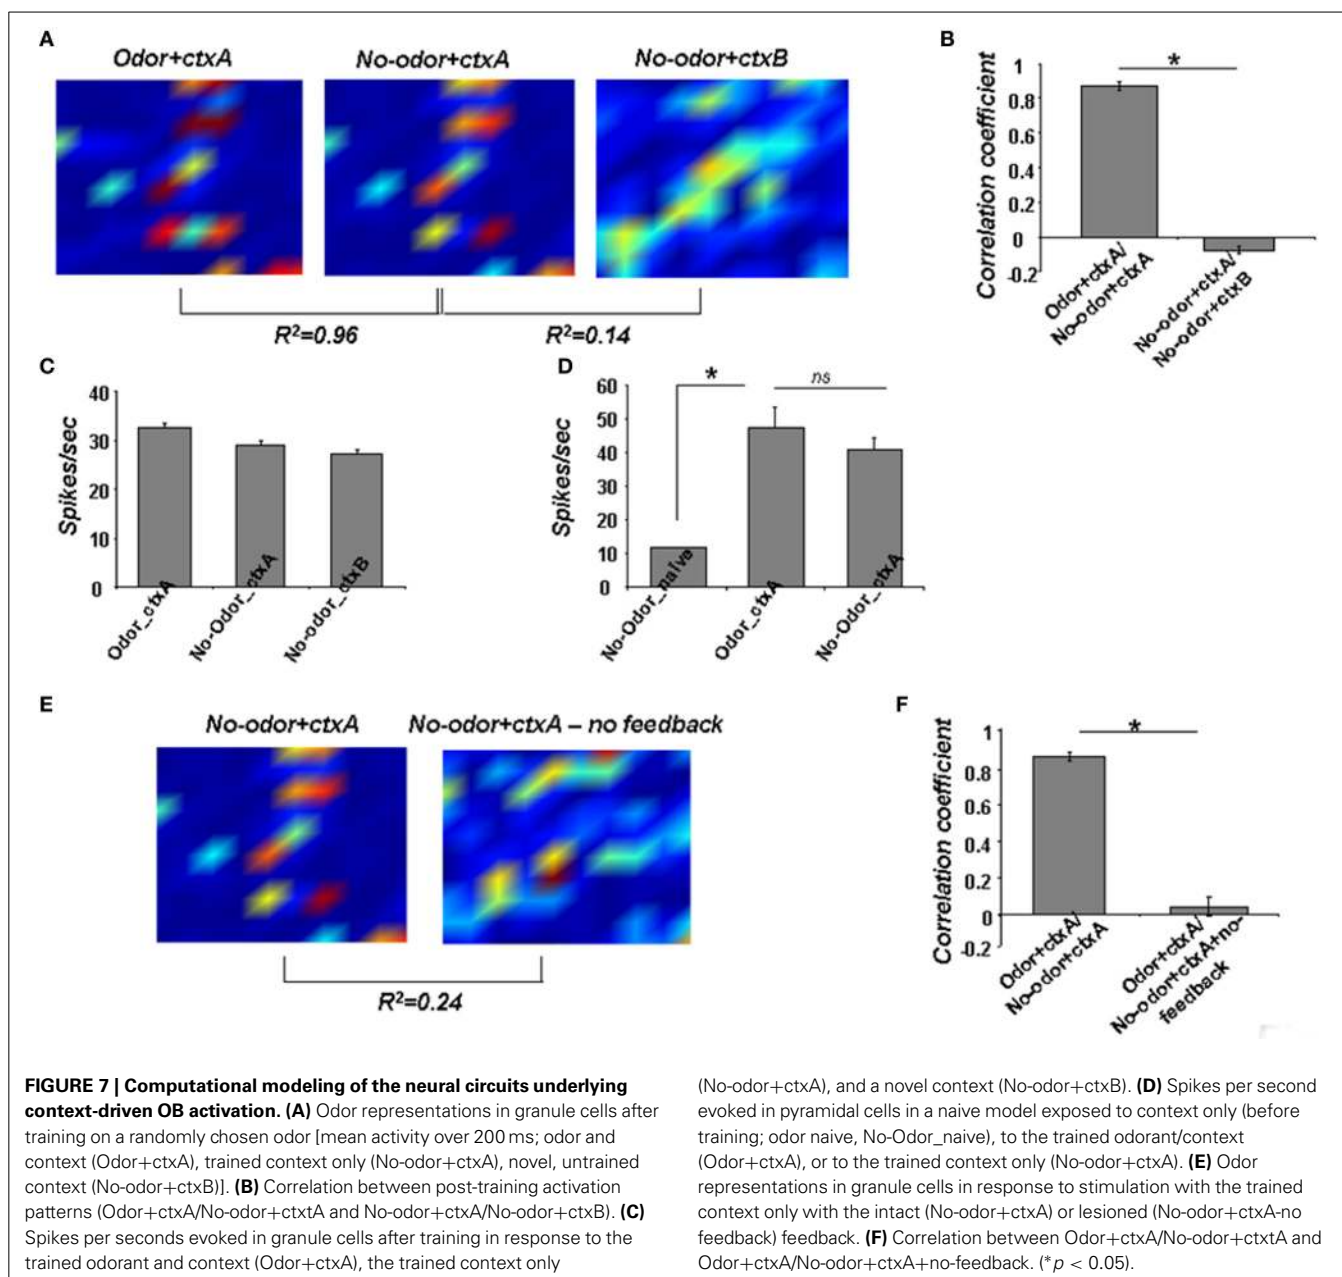 A
Odor+ctxA
No-odor+ctxA
No-odor+ctxB
R²=0.96
R²=0.14
B
Correlation coefficient
1
0.8
0.6
0.4
0.2
0
-0.2
*
Odor+ctxA/
No-odor+ctxA
No-odor+ctxA/
No-odor+ctxB
C
Spikes/sec
40
30
20
10
0
Odor_ctxA
No-Odor_ctxA
No-odor_ctxB
D
Spikes/sec
60
50
40
30
20
10
0
*
ns
No-Odor_naïve
Odor_ctxA
No-Odor_ctxA
E
No-odor+ctxA
No-odor+ctxA – no feedback
R²=0.24
F
Correlation coefficient
1
0.8
0.6
0.4
0.2
0
-0.2
*
Odor+ctxA/
No-odor+ctxA
Odor+ctxA/
No-odor+ctxA+no-
feedback
FIGURE 7 | Computational modeling of the neural circuits underlying
context-driven OB activation. (A) Odor representations in granule cells after
training on a randomly chosen odor [mean activity over 200 ms; odor and
context (Odor+ctxA), trained context only (No-odor+ctxA), novel, untrained
context (No-odor+ctxB)]. (B) Correlation between post-training activation
patterns (Odor+ctxA/No-odor+ctxtA and No-odor+ctxA/No-odor+ctxB). (C)
Spikes per seconds evoked in granule cells after training in response to the
trained odorant and context (Odor+ctxA), the trained context only
(No-odor+ctxA), and a novel context (No-odor+ctxB). (D) Spikes per second
evoked in pyramidal cells in a naive model exposed to context only (before
training; odor naive, No-Odor_naive), to the trained odorant/context
(Odor+ctxA), or to the trained context only (No-odor+ctxA). (E) Odor
representations in granule cells in response to stimulation with the trained
context only with the intact (No-odor+ctxA) or lesioned (No-odor+ctxA-no
feedback) feedback. (F) Correlation between Odor+ctxA/No-odor+ctxtA and
Odor+ctxA/No-odor+ctxA+no-feedback. (*p < 0.05).